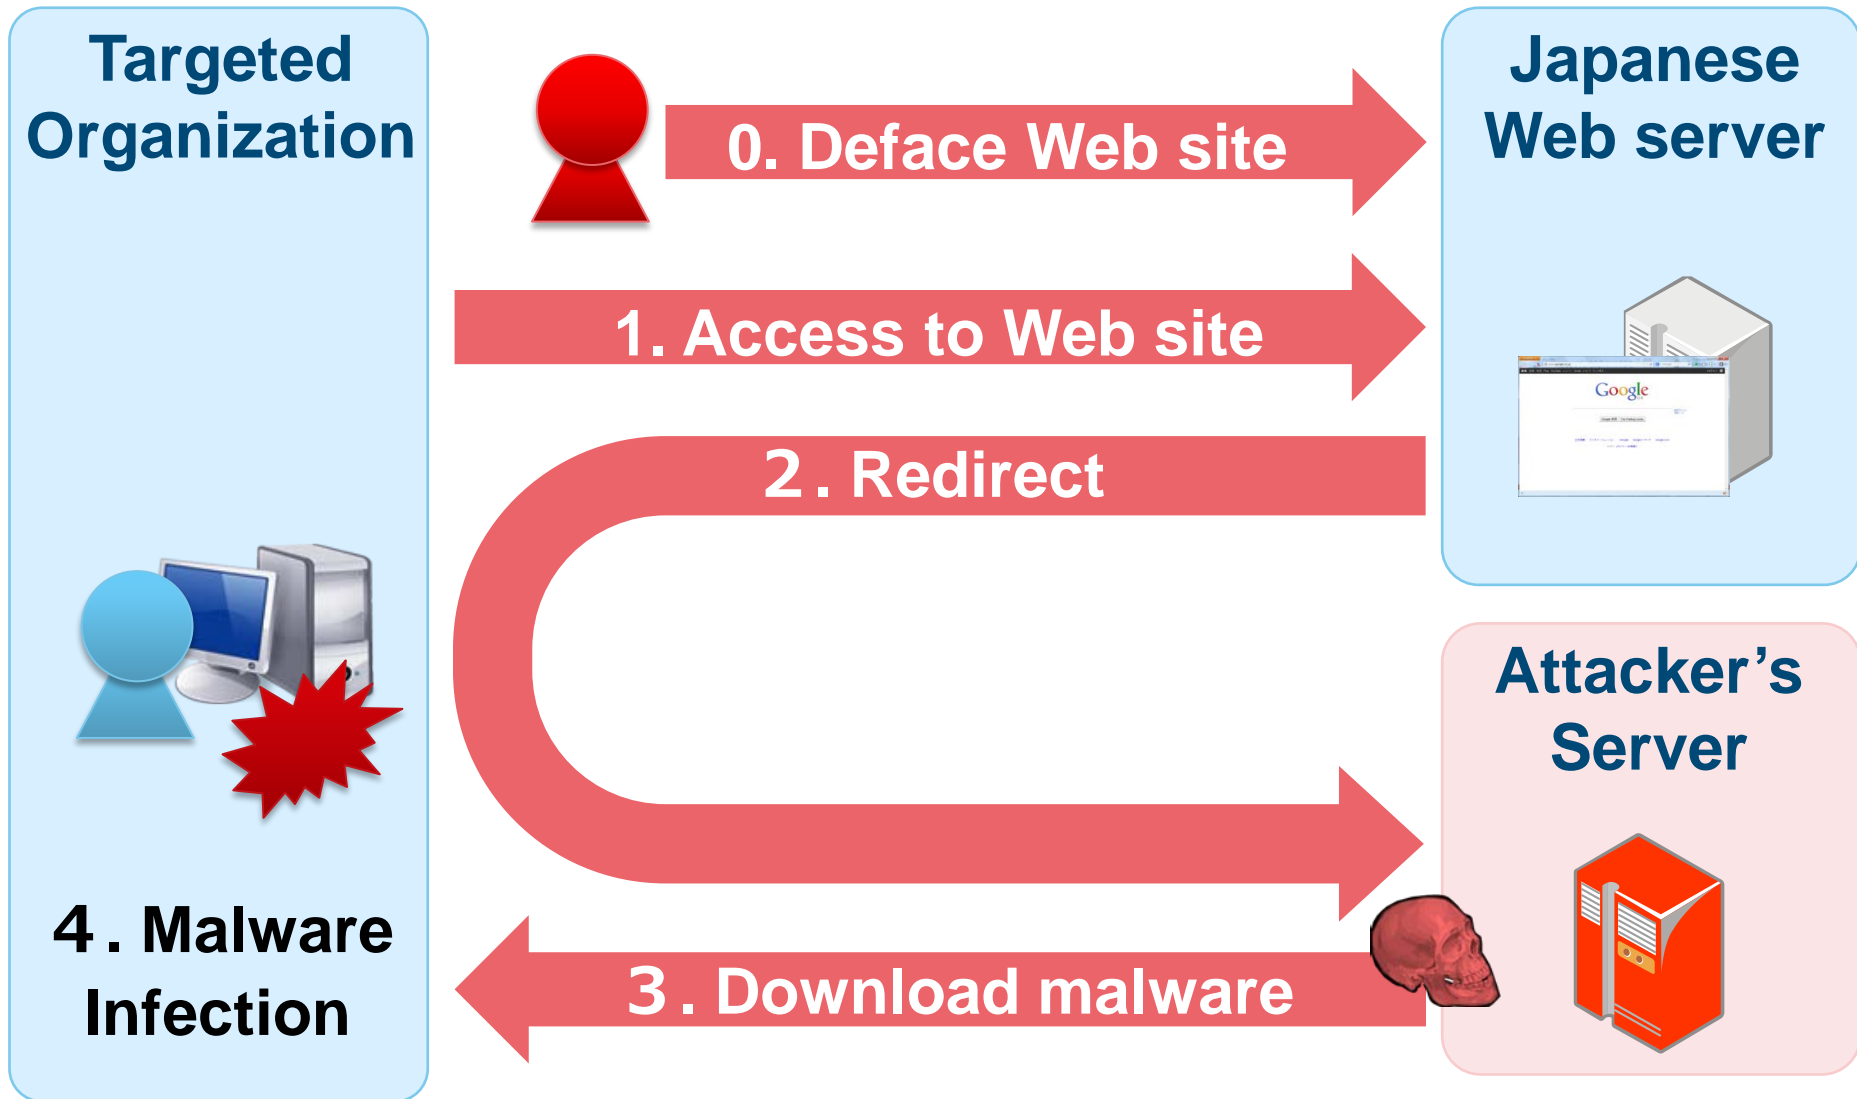 Targeted
Organization
0. Deface Web site
Japanese
Web server
1. Access to Web site
Google
２. Redirect
Attacker’s
Server
４. Malware
Infection
３. Download malware